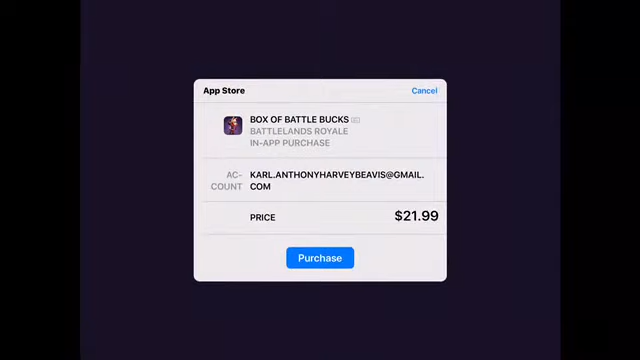 App Store
Cancel
BOX OF BATTLE BUCKS
BATTLELANDS ROYALE
IN-APP PURCHASE
AC-
COUNT
KARL.ANTHONYHARVEYBEAVIS@GMAIL.
COM
PRICE
$21.99
Purchase